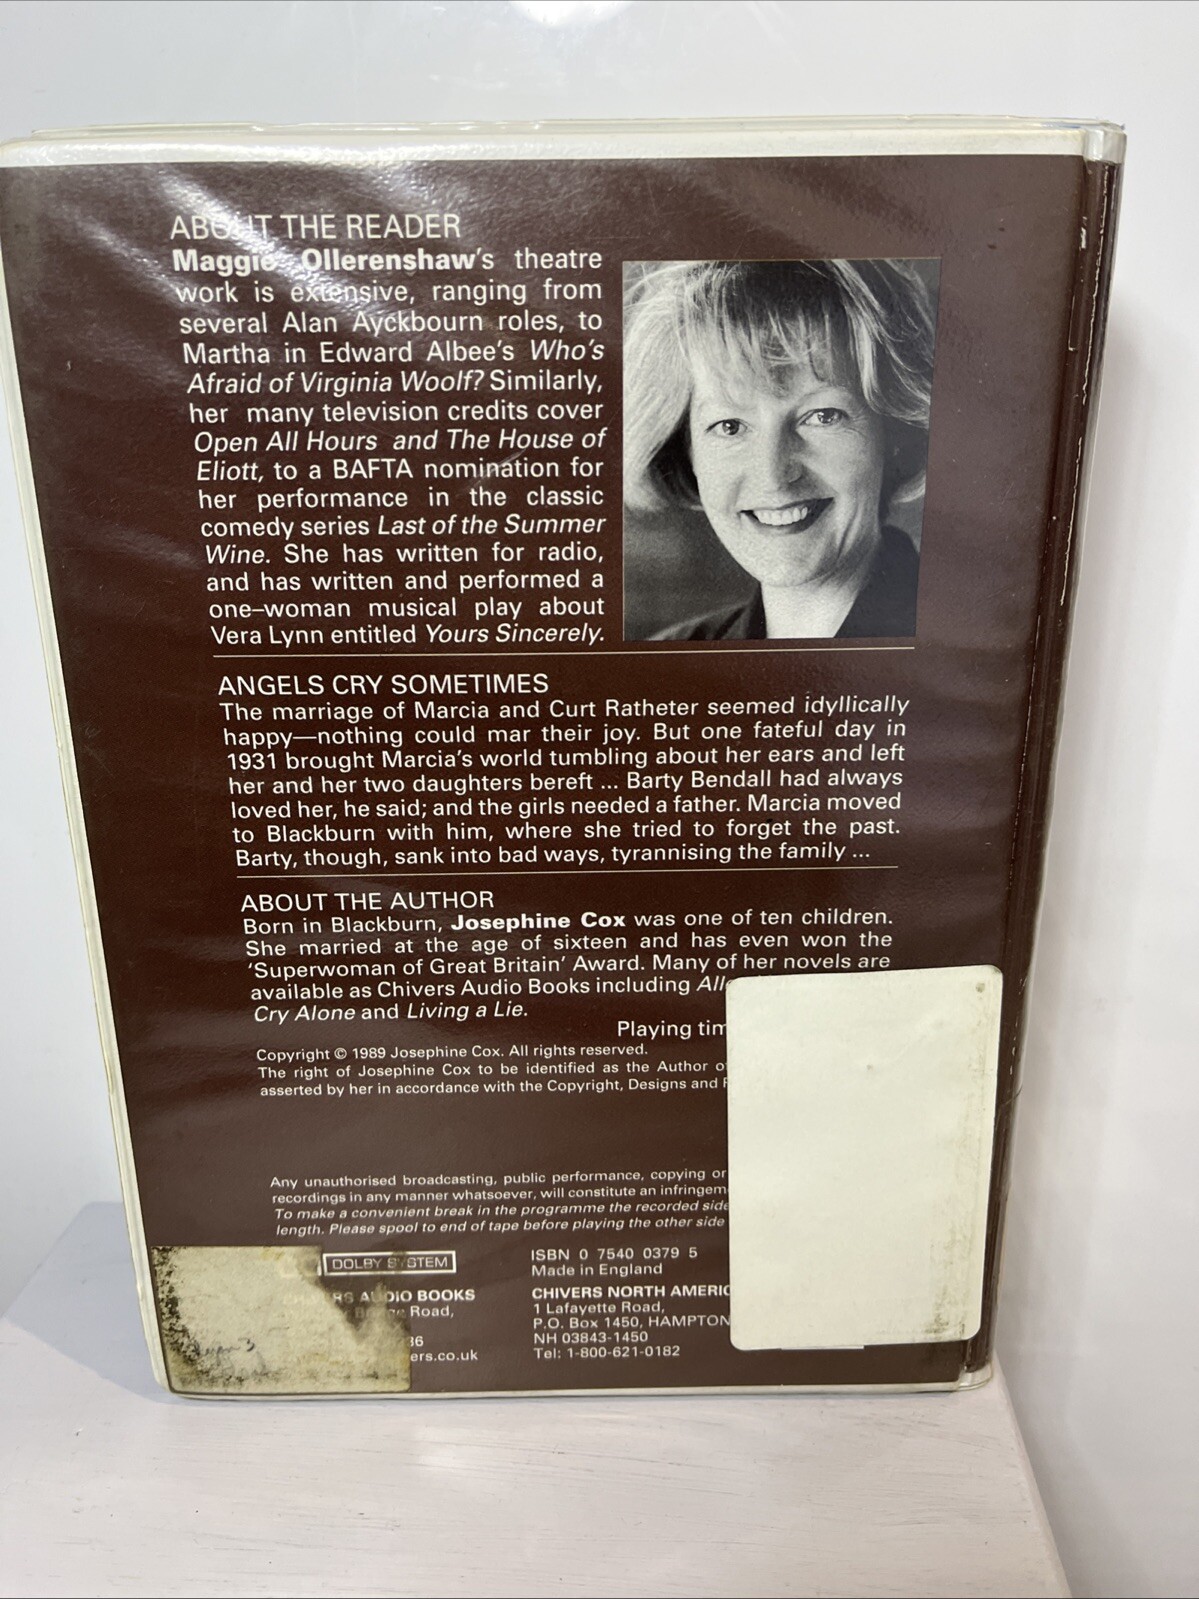 ABOUT THE READER
Maggie Ollerenshaw's theatre
work is extensive, ranging from
several Alan Ayckbourn roles, to
Martha in Edward Albee's Who's
Afraid of Virginia Woolf? Similarly,
her many television credits cover
Open All Hours and The House of
Eliott, to a BAFTA nomination for
her performance in the classic
comedy series Last of the Summer
Wine. She has written for radio,
and has written and performed a
one–woman musical play about
Vera Lynn entitled Yours Sincerely.
ANGELS CRY SOMETIMES
The marriage of Marcia and Curt Ratheter seemed idyllically
happy—nothing could mar their joy. But one fateful day in
1931 brought Marcia's world tumbling about her ears and left
her and her two daughters bereft ... Barty Bendall had always
loved her, he said; and the girls needed a father. Marcia moved
to Blackburn with him, where she tried to forget the past.
Barty, though, sank into bad ways, tyrannising the family ...
ABOUT THE AUTHOR
Born in Blackburn, Josephine Cox was one of ten children.
She married at the age of sixteen and has even won the
'Superwoman of Great Britain' Award. Many of her novels are
available as Chivers Audio Books including
Cry Alone and Living a Lie.
Playing
Copyright © 1989 Josephine Cox. All rights reserved.
The right of Josephine Cox to be identified as the Author
asserted by her in accordance with the Copyright, Designs and
Any unauthorised broadcasting, public performance, copying or
recordings in any manner whatsoever, will constitute an
To make a convenient break in the programme the recorded
length. Please spool to end of tape before playing the other side
DOLBY SYSTEM
AUDIO BOOKS
Road,
ers.co.uk
ISBN 0 7540 0379 5
Made in England
CHIVERS NORTH
1 Lafayette Road,
P.O. Box 1450, HAMPTON
NH 03843-1450
Tel: 1-800-621-0182